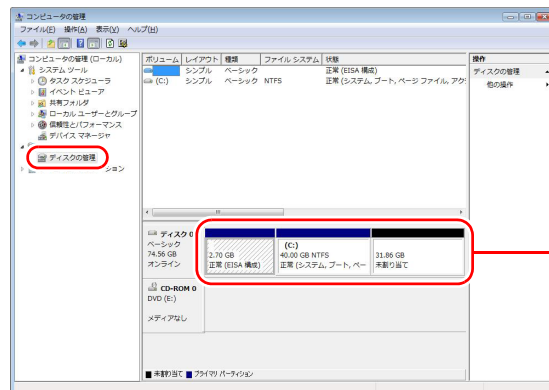 コンピュータの管理
ファイル(F) 操作(A) 表示(V) ヘルプ(H)
コンピュータの管理 (ローカル)
システム ツール
タスク スケジューラ
イベント ビューア
共有フォルダ
ローカル ユーザーとグループ
信頼性とパフォーマンス
デバイス マネージャ
ディスクの管理
ション
ボリューム レイアウト 種類 ファイル システム 状態
シンプル ベーシック 正常 (EISA 構成)
(C:) シンプル ベーシック NTFS 正常 (システム, ブート, ページ ファイル, アク
操作
ディスクの管理
他の操作
ディスク 0
ベーシック
74.56 GB
オンライン
2.70 GB
正常 (EISA 構成)
(C:)
40.00 GB NTFS
正常 (システム, ブート, ペー
31.86 GB
未割り当て
CD-ROM 0
DVD (E:)
メディアなし
未割り当て プライマリ パーティション